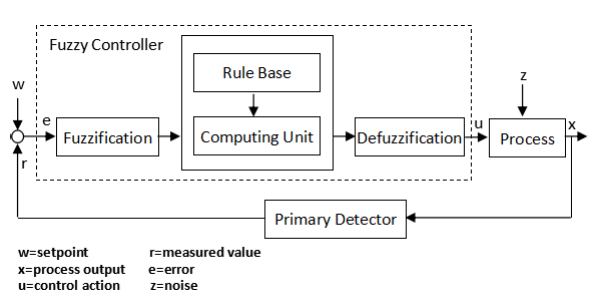 Fuzzy Controller
Rule Base
w
z
e
u
x
Fuzzification
Computing Unit
Defuzzification
Process
r
Primary Detector
w=setpoint r=measured value
x=process output e=error
u=control action z=noise